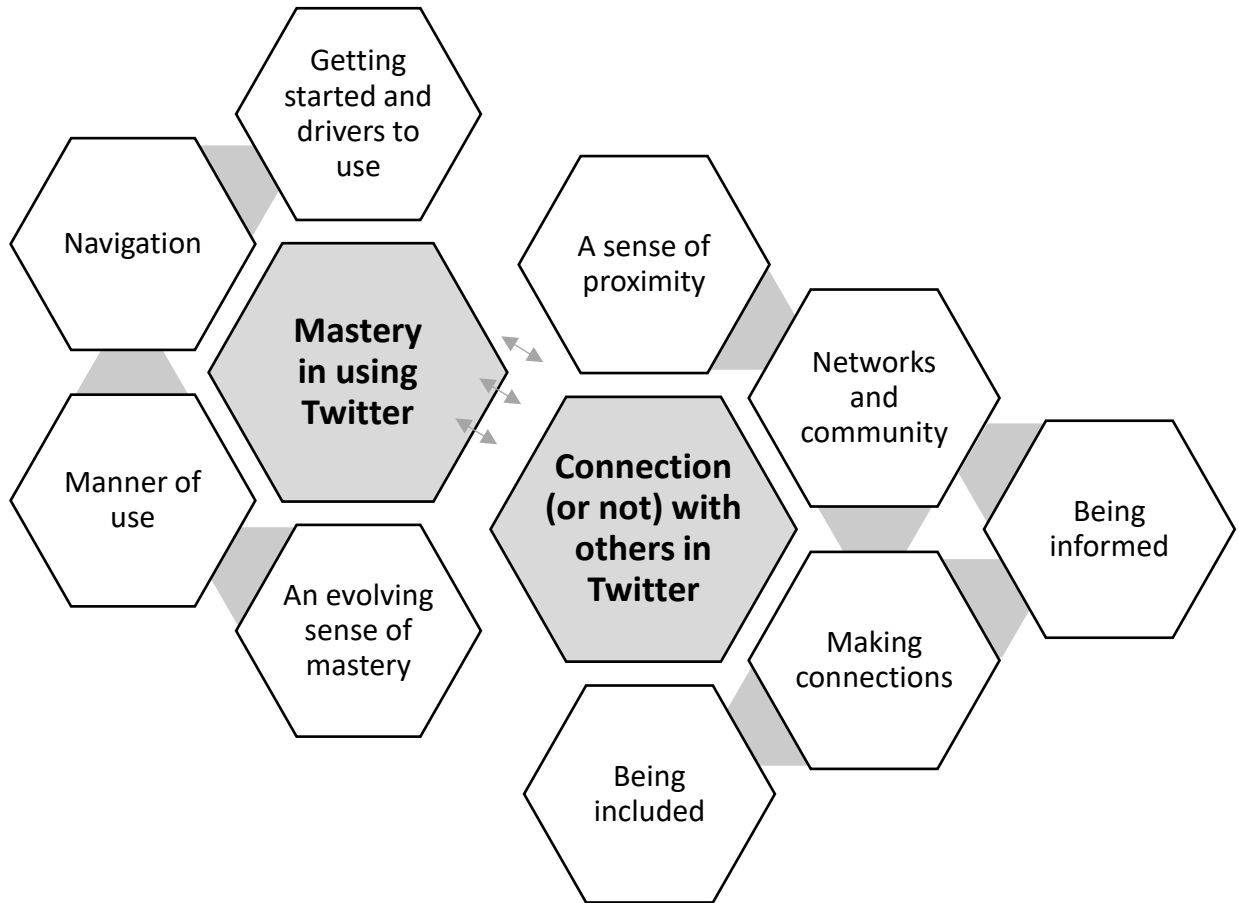 Getting
started and
drivers to
use
Navigation
A sense of
proximity
Mastery
in using
Twitter
Networks
and
community
Manner of
use
Connection
(or not) with
others in
Twitter
Being
informed
An evolving
sense of
mastery
Making
connections
Being
included